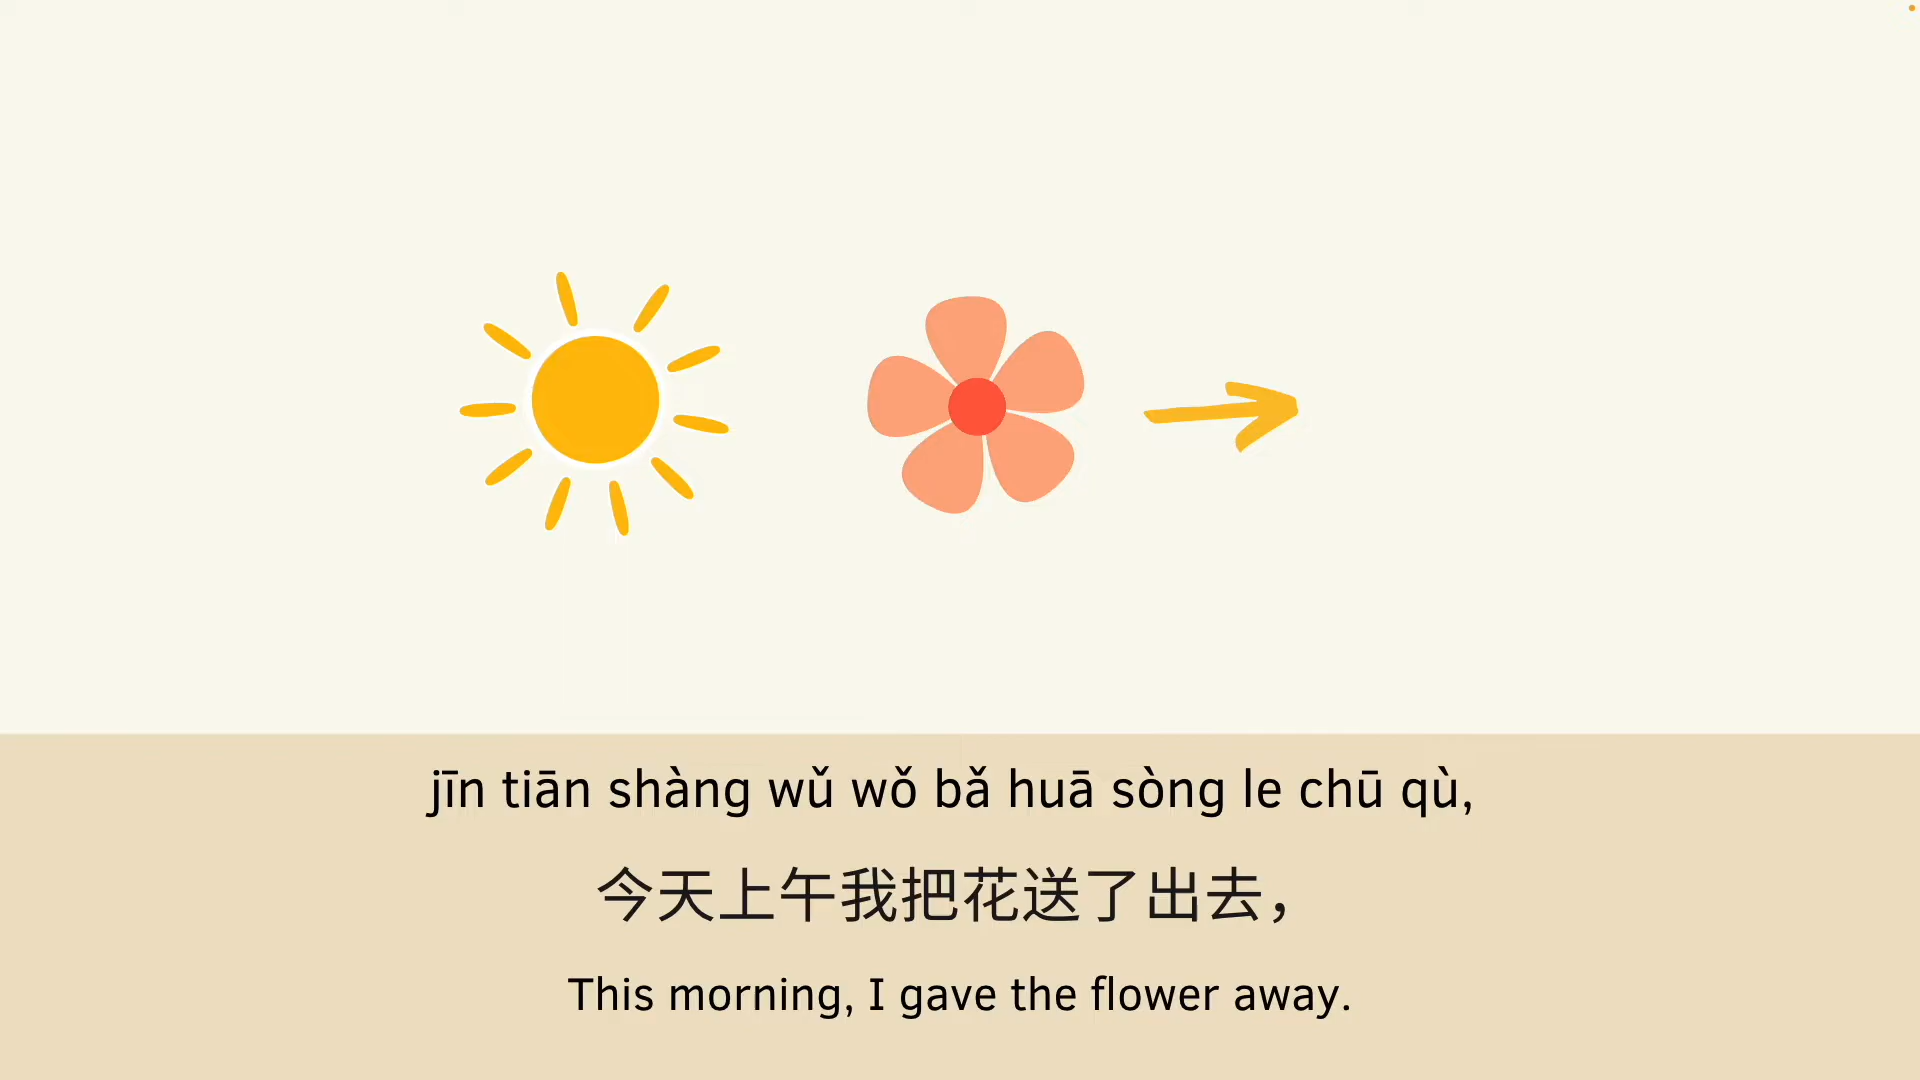 jīn tiān shàng wǔ wǒ bǎ huā sòng le chū qù,
今天上午我把花送了出去，
This morning, I gave the flower away.